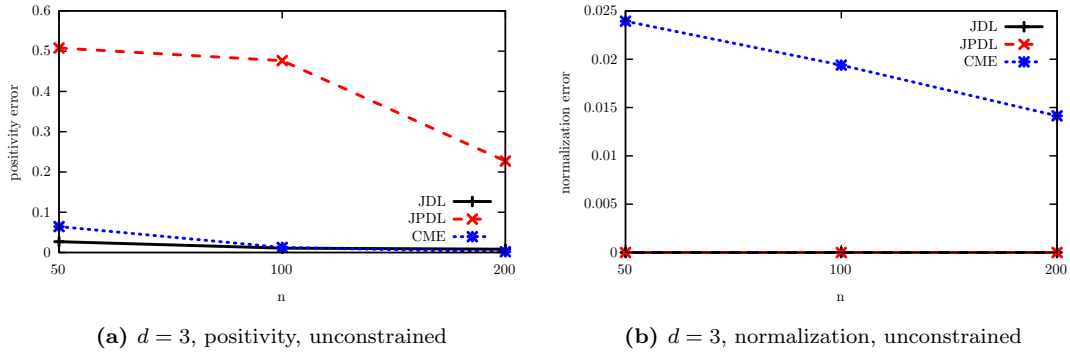 0.6
0.5
0.4
0.3
0.2
0.1
0
positivity error
50
100
200
n
JDL
JPDL
CME
(a) d = 3, positivity, unconstrained
0.025
0.02
0.015
0.01
0.005
0
normalization error
50
100
200
n
JDL
JPDL
CME
(b) d = 3, normalization, unconstrained